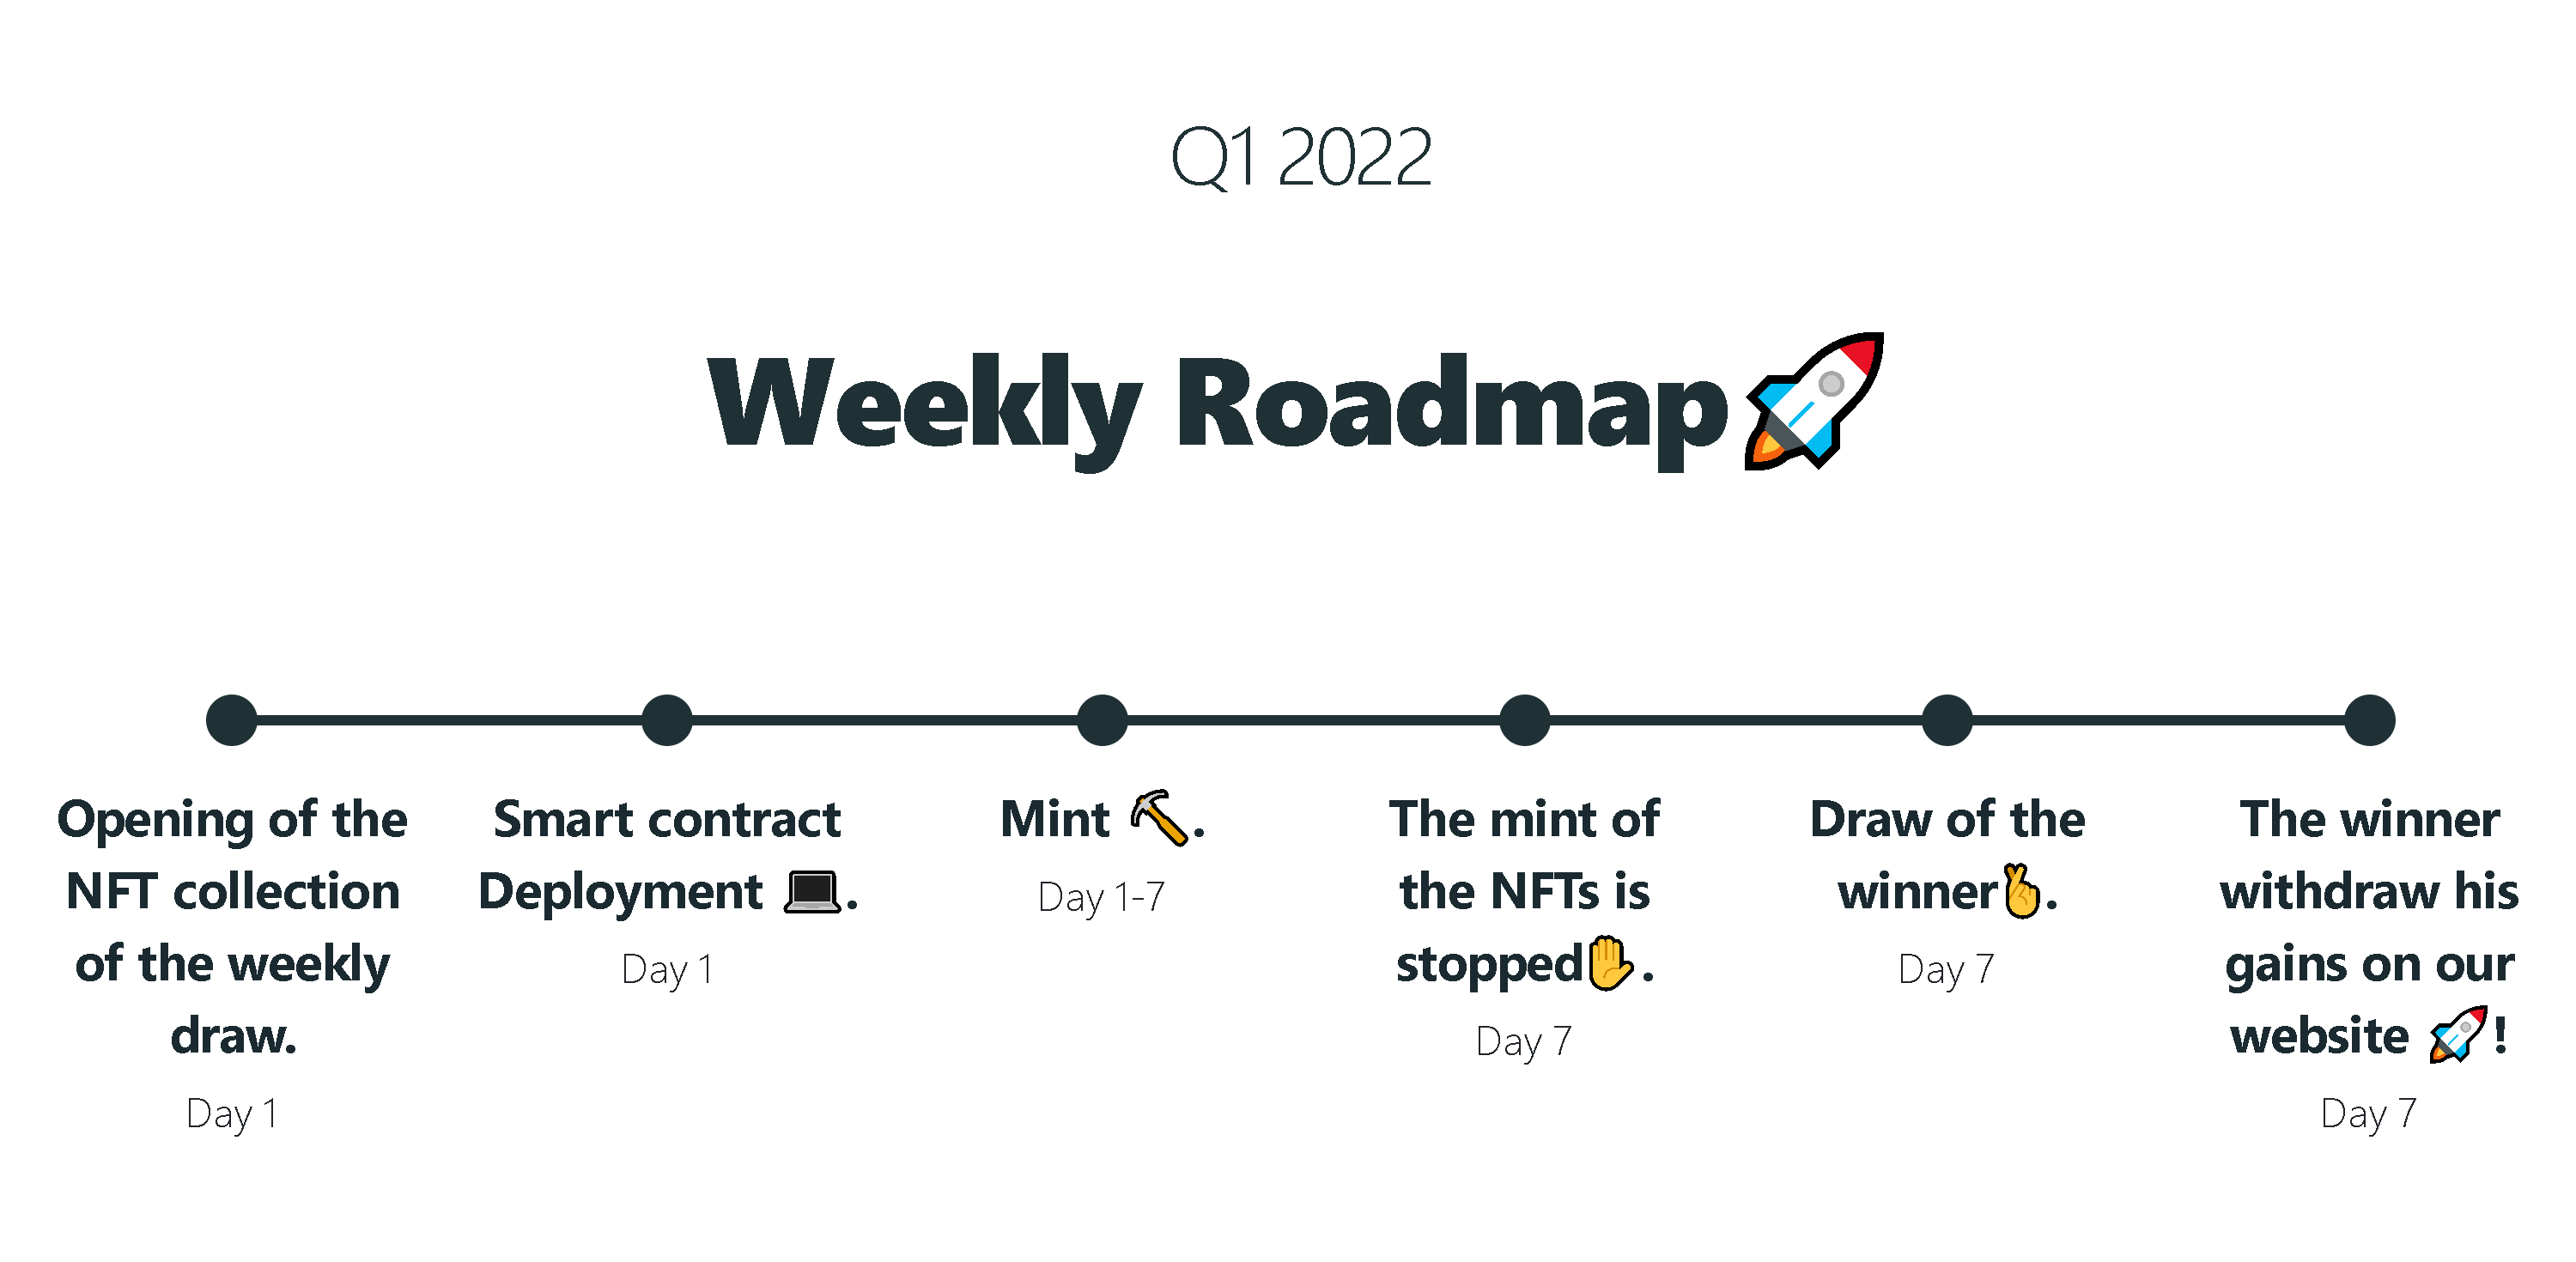 Q1 2022
Weekly Roadmap🚀
Opening of the
NFT collection
of the weekly
draw.
Day 1
Smart contract
Deployment 💻.
Day 1
Mint ⛏.
Day 1-7
The mint of
the NFTs is
stopped✋.
Day 7
Draw of the
winner🤞.
Day 7
The winner
withdraw his
gains on our
website 🚀!
Day 7